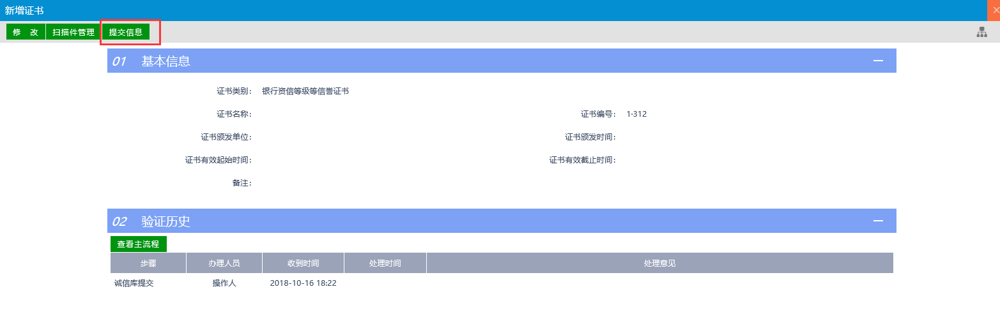 新增证书
修 改 扫描件管理 提交信息
01 基本信息
证书类别： 银行资信等级等信誉证书
证书名称： 证书编号： 1·312
证书颁发单位： 证书颁发时间：
证书有效起始时间： 证书有效截止时间：
备注：
02 验证历史
查看主流程
步骤 办理人员 收到时间 处理时间 处理意见
诚信库提交 操作人 2018-10-16 18:22